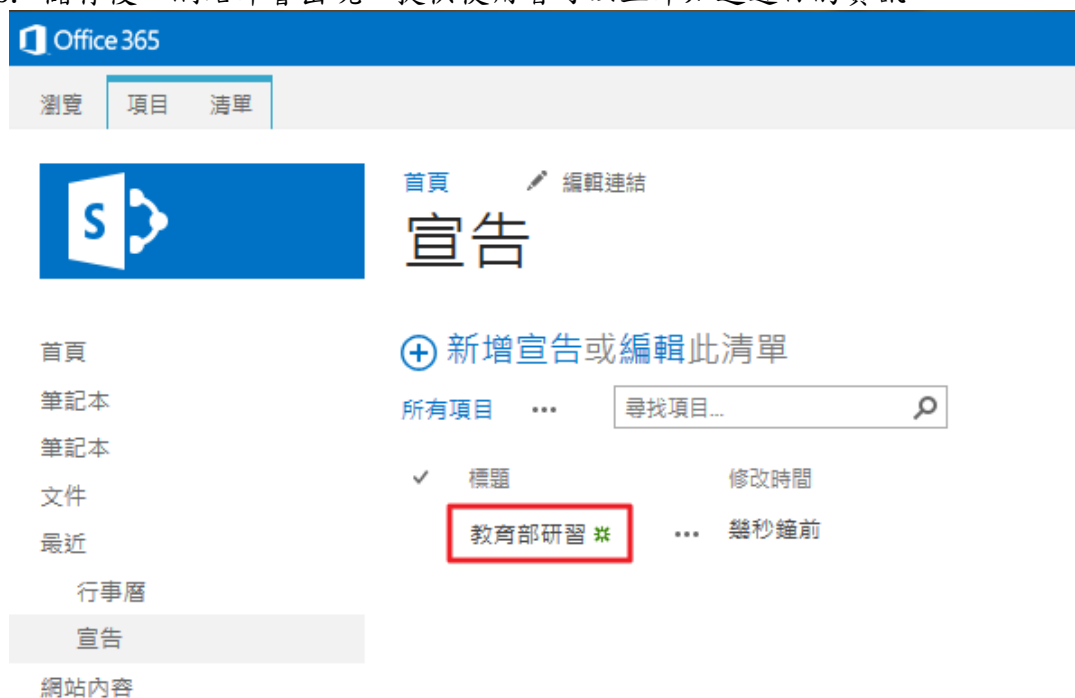 Office 365
瀏覽 項目 清單
首頁 編輯連結
S
宣告
首頁
新增宣告或編輯此清單
筆記本
所有項目 ••• 尋找項目...
筆記本
標題 修改時間
文件
教育部研習 ••• 幾秒鐘前
最近
行事曆
宣告
網站內容